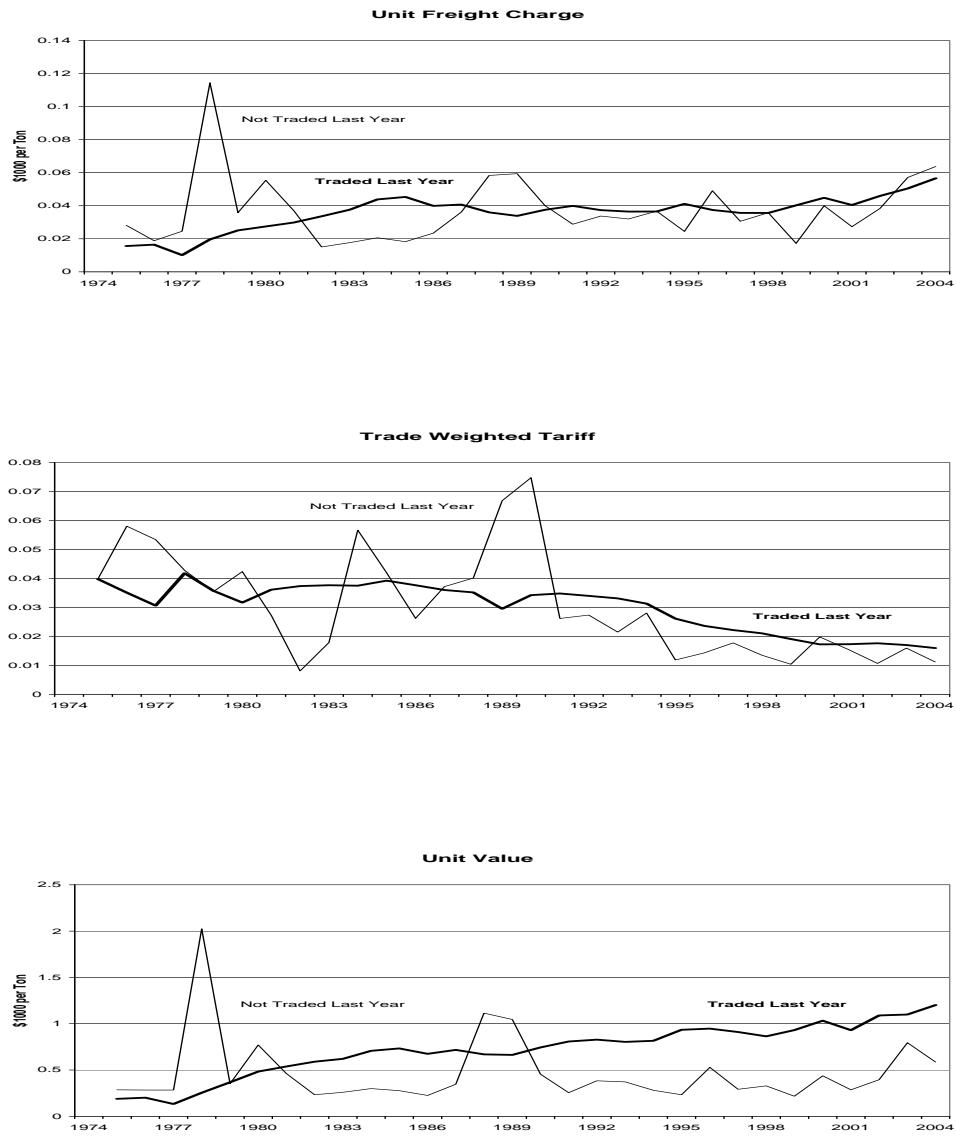 Unit Freight Charge
0.14
0.12
0.1
0.08
0.06
0.04
0.02
0
$1000 per Ton
Not Traded Last Year
Traded Last Year
1974 1977 1980 1983 1986 1989 1992 1995 1998 2001 2004
Trade Weighted Tariff
0.08
0.07
0.06
0.05
0.04
0.03
0.02
0.01
0
Not Traded Last Year
Traded Last Year
1974 1977 1980 1983 1986 1989 1992 1995 1998 2001 2004
Unit Value
2.5
2
1.5
1
0.5
0
$1000 per Ton
Not Traded Last Year
Traded Last Year
1974 1977 1980 1983 1986 1989 1992 1995 1998 2001 2004